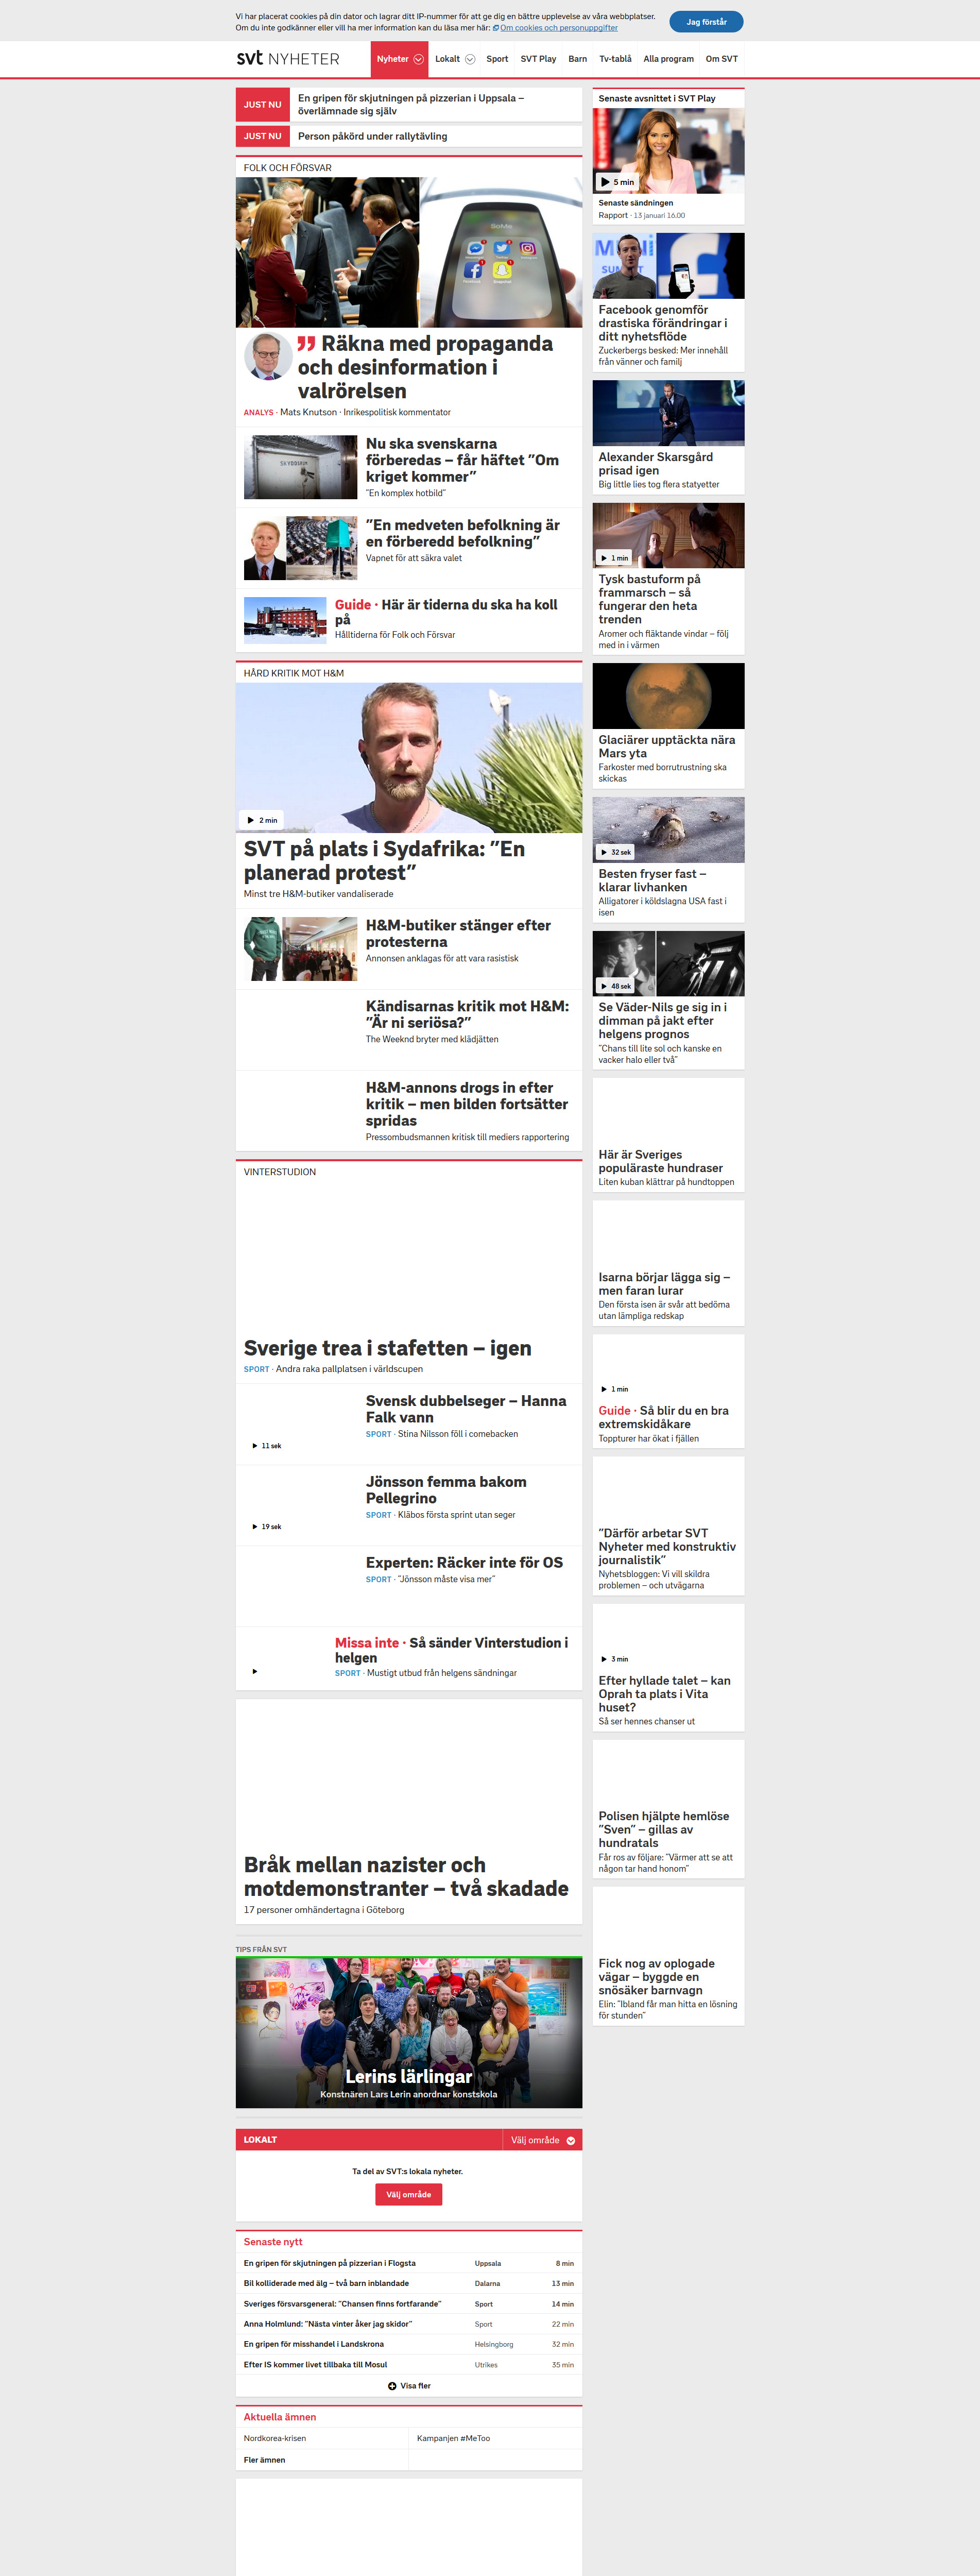 Vi har placerat cookies på din dator och lagrar ditt IP-nummer för att ge dig en bättre upplevelse av våra webbplatser.
Om du inte godkänner eller vill ha mer information kan du läsa mer här: Om cookies och personuppgifter
Jag förstår
svt NYHETER
Nyheter
Lokalt
Sport
SVT Play
Barn
Tv-tablå
Alla program
Om SVT
JUST NU
En gripen för skjutningen på pizzerian i Uppsala –
överlämnade sig själv
JUST NU
Person påkörd under rallytävling
FOLK OCH FÖRSVAR
Räkna med propaganda
och desinformation i
valrörelsen
ANALYS · Mats Knutson · Inrikespolitisk kommentator
SKYDDSRUM
Nu ska svenskarna
förberedas – får häftet ”Om
kriget kommer”
”En komplex hotbild”
”En medveten befolkning är
en förberedd befolkning”
Vapnet för att säkra valet
Guide · Här är tiderna du ska ha koll
på
Hålltiderna för Folk och Försvar
HÅRD KRITIK MOT H&M
2 min
SVT på plats i Sydafrika: ”En
planerad protest”
Minst tre H&M-butiker vandaliserade
H&M-butiker stänger efter
protesterna
Annonsen anklagas för att vara rasistisk
Kändisarnas kritik mot H&M:
”Är ni seriösa?”
The Weeknd bryter med klädjätten
H&M-annons drogs in efter
kritik – men bilden fortsätter
spridas
Pressombudsmannen kritisk till mediers rapportering
VINTERSTUDION
Sverige trea i stafetten – igen
SPORT · Andra raka pallplatsen i världscupen
11 sek
Svensk dubbelseger – Hanna
Falk vann
SPORT · Stina Nilsson föll i comebacken
19 sek
Jönsson femma bakom
Pellegrino
SPORT · Kläbos första sprint utan seger
Experten: Räcker inte för OS
SPORT · ”Jönsson måste visa mer”
Missa inte · Så sänder Vinterstudion i
helgen
SPORT · Mustigt utbud från helgens sändningar
Bråk mellan nazister och
motdemonstranter – två skadade
17 personer omhändertagna i Göteborg
TIPS FRÅN SVT
Lerins lärlingar
Konstnären Lars Lerin anordnar konstskola
LOKALT
Välj område
Ta del av SVT:s lokala nyheter.
Välj område
Senaste nytt
En gripen för skjutningen på pizzerian i Flogsta Uppsala 8 min
Bil kolliderade med älg – två barn inblandade Dalarna 13 min
Sveriges försvarsgeneral: ”Chansen finns fortfarande” Sport 14 min
Anna Holmlund: ”Nästa vinter åker jag skidor” Sport 22 min
En gripen för misshandel i Landskrona Helsingborg 32 min
Efter IS kommer livet tillbaka till Mosul Utrikes 35 min
Visa fler
Aktuella ämnen
Nordkorea-krisen
Kampanjen #MeToo
Fler ämnen
Senaste avsnittet i SVT Play
5 min
Senaste sändningen
Rapport · 13 januari 16.00
Facebook genomför
drastiska förändringar i
ditt nyhetsflöde
Zuckerbergs besked: Mer innehåll
från vänner och familj
Alexander Skarsgård
prisad igen
Big little lies tog flera statyetter
1 min
Tysk bastuform på
frammarsch – så
fungerar den heta
trenden
Aromer och fläktande vindar – följ
med in i värmen
Glaciärer upptäckta nära
Mars yta
Farkoster med borrutrustning ska
skickas
32 sek
Besten fryser fast –
klarar livhanken
Alligatorer i köldslagna USA fast i
isen
48 sek
Se Väder-Nils ge sig in i
dimman på jakt efter
helgens prognos
”Chans till lite sol och kanske en
vacker halo eller två”
Här är Sveriges
populäraste hundraser
Liten kuban klättrar på hundtoppen
Isarna börjar lägga sig –
men faran lurar
Den första isen är svår att bedöma
utan lämpliga redskap
1 min
Guide · Så blir du en bra
extremskidåkare
Toppturer har ökat i fjällen
”Därför arbetar SVT
Nyheter med konstruktiv
journalistik”
Nyhetsbloggen: Vi vill skildra
problemen – och utvägarna
3 min
Efter hyllade talet – kan
Oprah ta plats i Vita
huset?
Så ser hennes chanser ut
Polisen hjälpte hemlöse
”Sven” – gillas av
hundratals
Får ros av följare: ”Värmer att se att
någon tar hand honom”
Fick nog av oplogade
vägar – byggde en
snösäker barnvagn
Elin: ”Ibland får man hitta en lösning
för stunden”